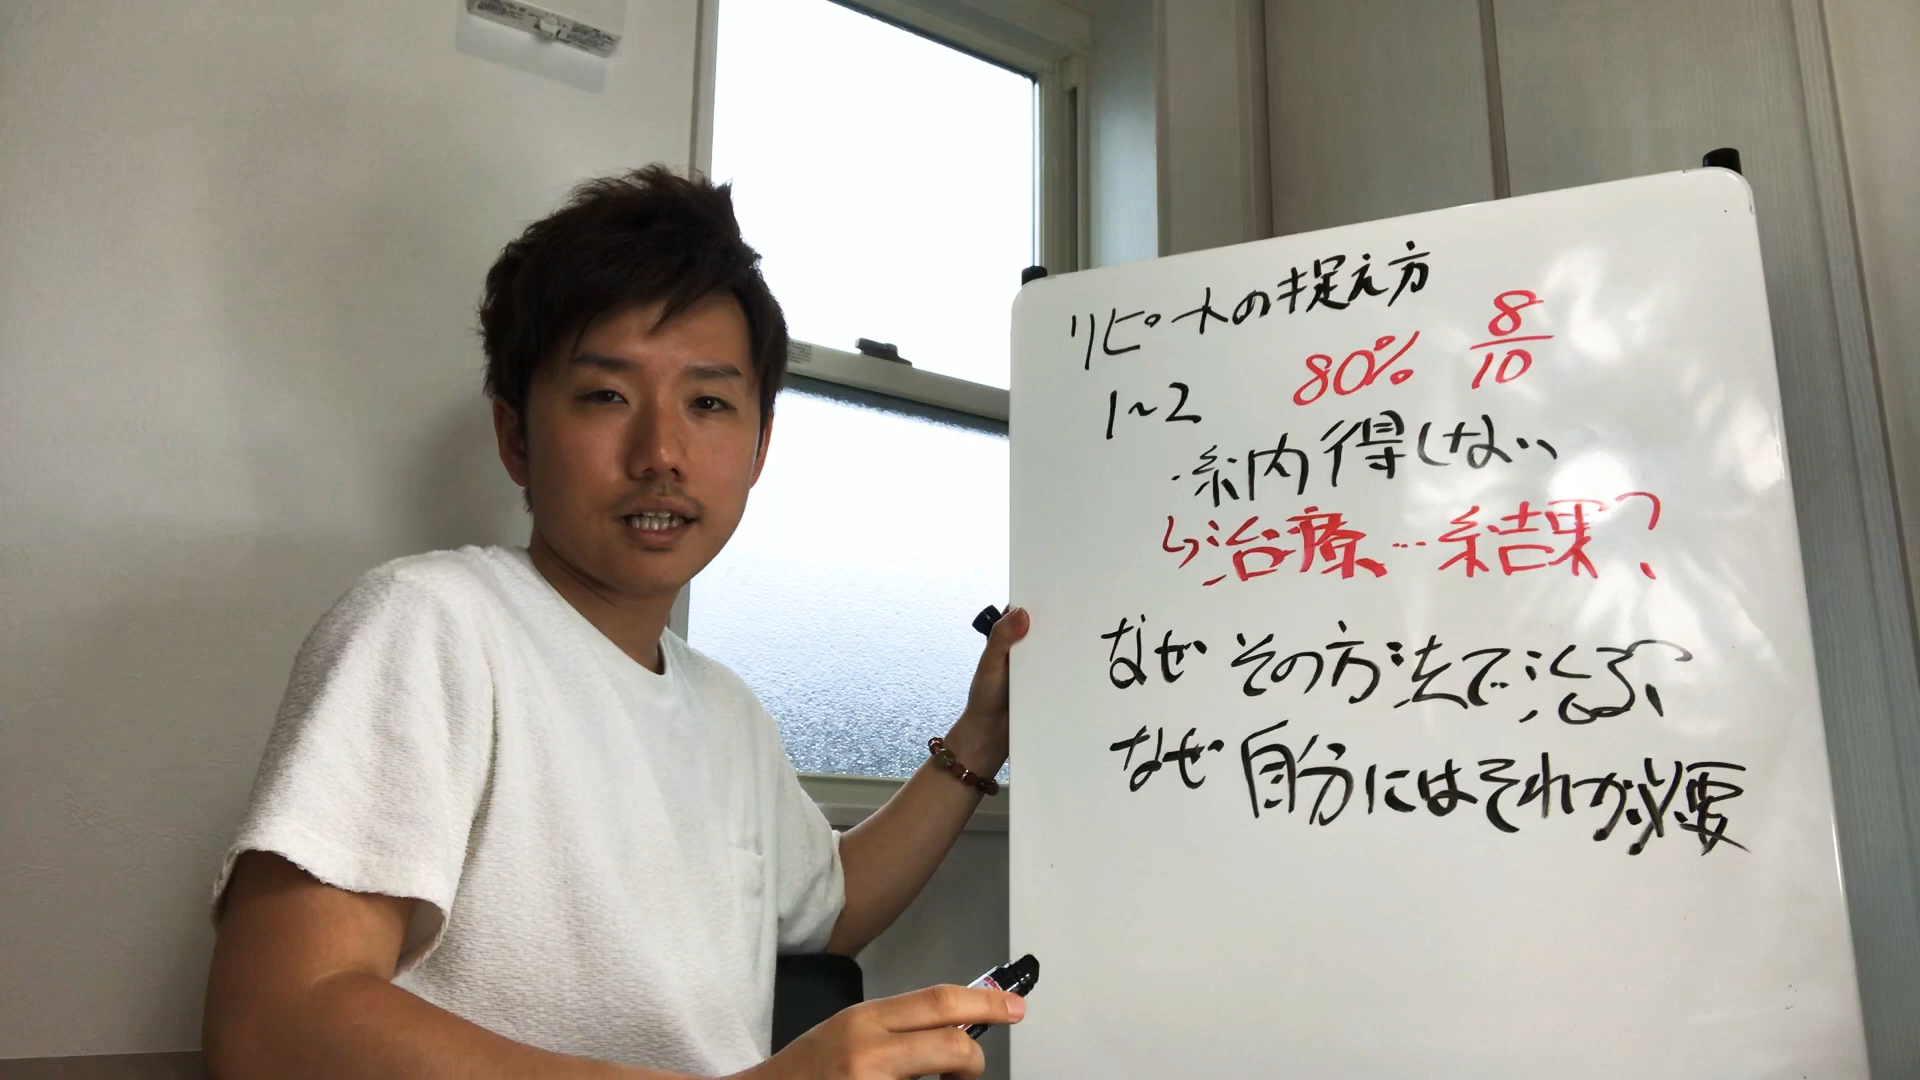 リピートの捉え方
1~2 80% 8/10
・納得しない
↳治療…結果?
なぜその方法で治る
なぜ自分にはそれが必要